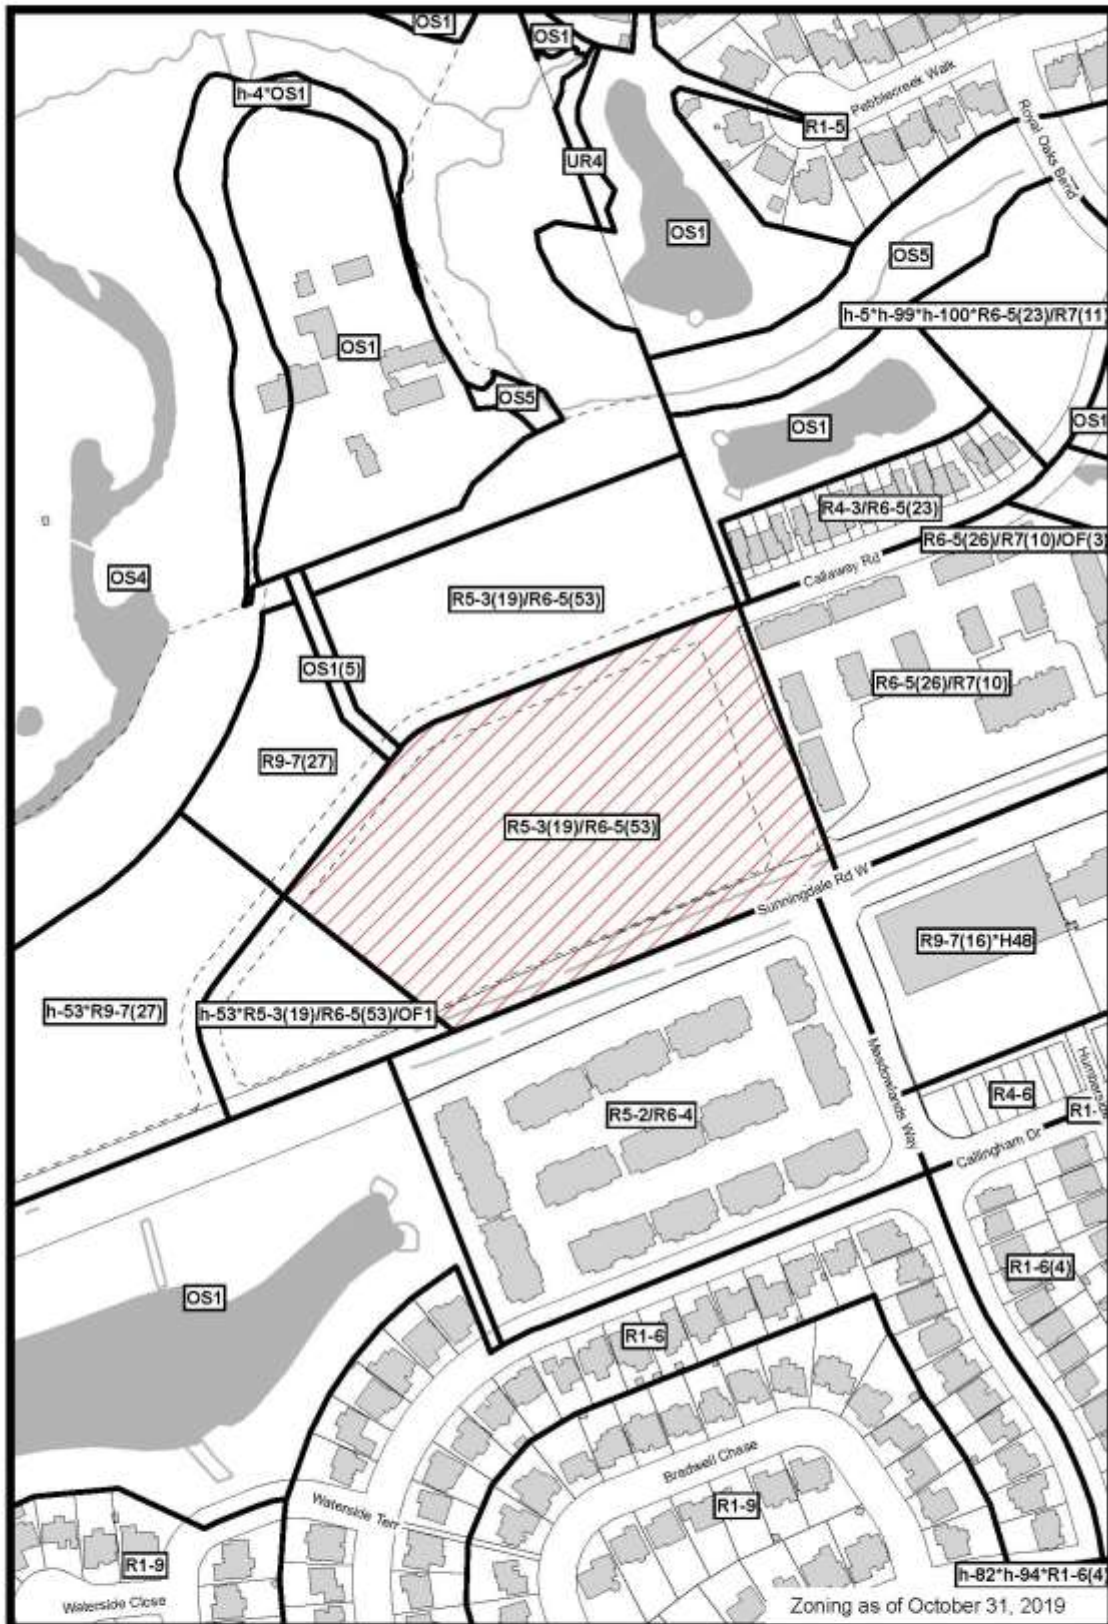 OS1
OS1
h-4*OS1
Pebblecreek Walk
R1-5
Royal Oaks Bend
UR4
OS1
OS5
h-5*h-99*h-100*R6-5(23)/R7(11)
OS1
OS5
OS1
OS1
R4-3/R6-5(23)
R6-5(26)/R7(10)/OF(3)
OS4
Callaway Rd
R5-3(19)/R6-5(53)
OS1(5)
R6-5(26)/R7(10)
R9-7(27)
R5-3(19)/R6-5(53)
Sunningdale Rd W
R9-7(16)*H48
h-53*R9-7(27)
h-53*R5-3(19)/R6-5(53)/OF1
Meadowlands Way
Humberside
R4-6
R5-2/R6-4
R1-
Callingham Dr
R1-6(4)
OS1
R1-6
Bradwell Chase
Waterside Terr
R1-9
R1-9
h-82*h-94*R1-6(4)
Waterside Close
Zoning as of October 31, 2019